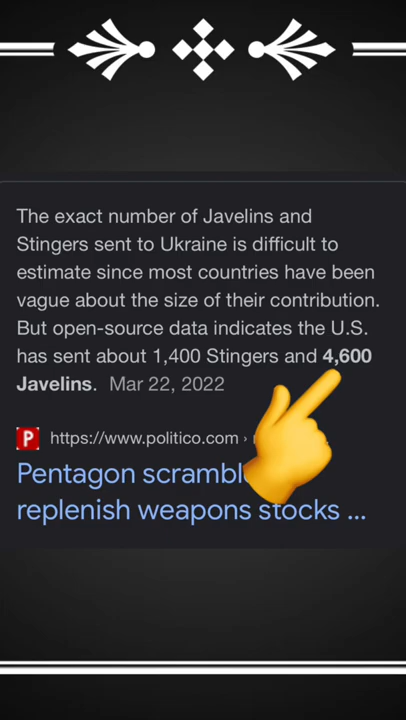 The exact number of Javelins and
Stingers sent to Ukraine is difficult to
estimate since most countries have been
vague about the size of their contribution.
But open-source data indicates the U.S.
has sent about 1,400 Stingers and 4,600
Javelins. Mar 22, 2022
P https://www.politico.com ›
Pentagon
replenish weapons stocks ...